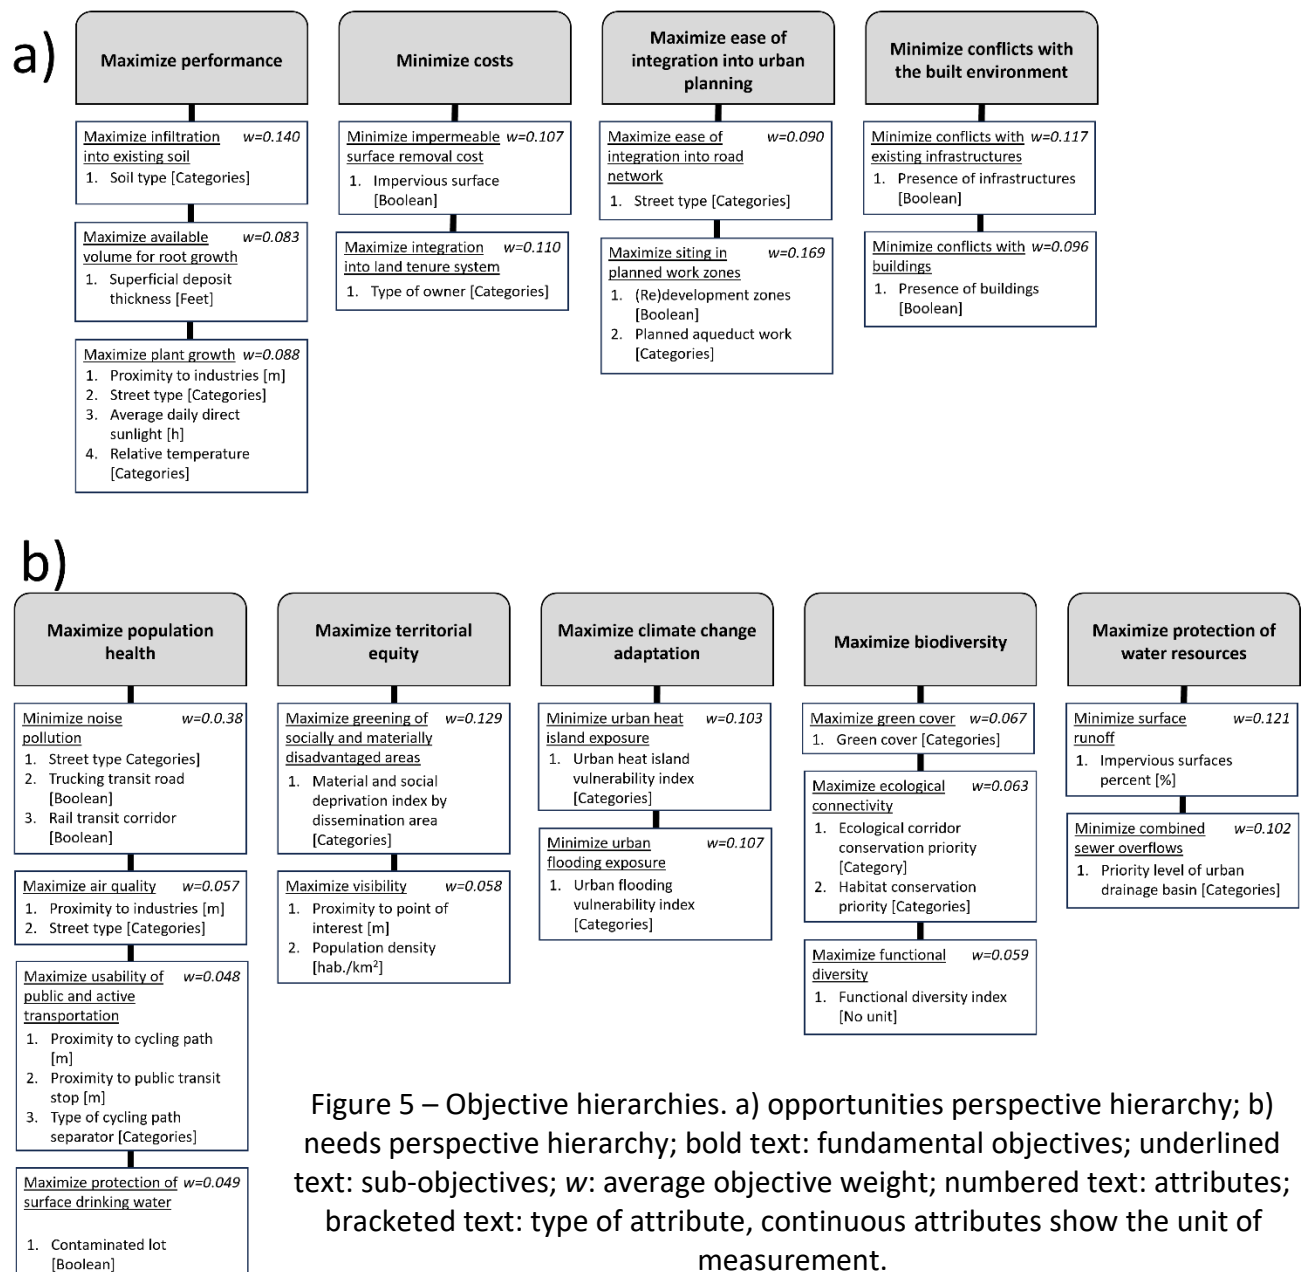 a)
Maximize performance
Maximize infiltration w=0.140
into existing soil
1. Soil type [Categories]
Maximize available w=0.083
volume for root growth
1. Superficial deposit
thickness [Feet]
Maximize plant growth w=0.088
1. Proximity to industries [m]
2. Street type [Categories]
3. Average daily direct
sunlight [h]
4. Relative temperature
[Categories]
Minimize costs
Minimize impermeable w=0.107
surface removal cost
1. Impervious surface
[Boolean]
Maximize integration w=0.110
into land tenure system
1. Type of owner [Categories]
Maximize ease of
integration into urban
planning
Maximize ease of w=0.090
integration into road
network
1. Street type [Categories]
Maximize siting in w=0.169
planned work zones
1. (Re)development zones
[Boolean]
2. Planned aqueduct work
[Categories]
Minimize conflicts with
the built environment
Minimize conflicts with w=0.117
existing infrastructures
1. Presence of infrastructures
[Boolean]
Minimize conflicts with w=0.096
buildings
1. Presence of buildings
[Boolean]
b)
Maximize population
health
Minimize noise w=0.0.38
pollution
1. Street type Categories]
2. Trucking transit road
[Boolean]
3. Rail transit corridor
[Boolean]
Maximize air quality w=0.057
1. Proximity to industries [m]
2. Street type [Categories]
Maximize usability of w=0.048
public and active
transportation
1. Proximity to cycling path
[m]
2. Proximity to public transit
stop [m]
3. Type of cycling path
separator [Categories]
Maximize protection of w=0.049
surface drinking water
1. Contaminated lot
[Boolean]
Maximize territorial
equity
Maximize greening of w=0.129
socially and materially
disadvantaged areas
1. Material and social
deprivation index by
dissemination area
[Categories]
Maximize visibility w=0.058
1. Proximity to point of
interest [m]
2. Population density
[hab./km²]
Maximize climate change
adaptation
Minimize urban heat w=0.103
island exposure
1. Urban heat island
vulnerability index
[Categories]
Minimize urban w=0.107
flooding exposure
1. Urban flooding
vulnerability index
[Categories]
Maximize biodiversity
Maximize green cover w=0.067
1. Green cover [Categories]
Maximize ecological w=0.063
connectivity
1. Ecological corridor
conservation priority
[Category]
2. Habitat conservation
priority [Categories]
Maximize functional w=0.059
diversity
1. Functional diversity index
[No unit]
Maximize protection of
water resources
Minimize surface w=0.121
runoff
1. Impervious surfaces
percent [%]
Minimize combined w=0.102
sewer overflows
1. Priority level of urban
drainage basin [Categories]
Figure 5 – Objective hierarchies. a) opportunities perspective hierarchy; b)
needs perspective hierarchy; bold text: fundamental objectives; underlined
text: sub-objectives; w: average objective weight; numbered text: attributes;
bracketed text: type of attribute, continuous attributes show the unit of
measurement.